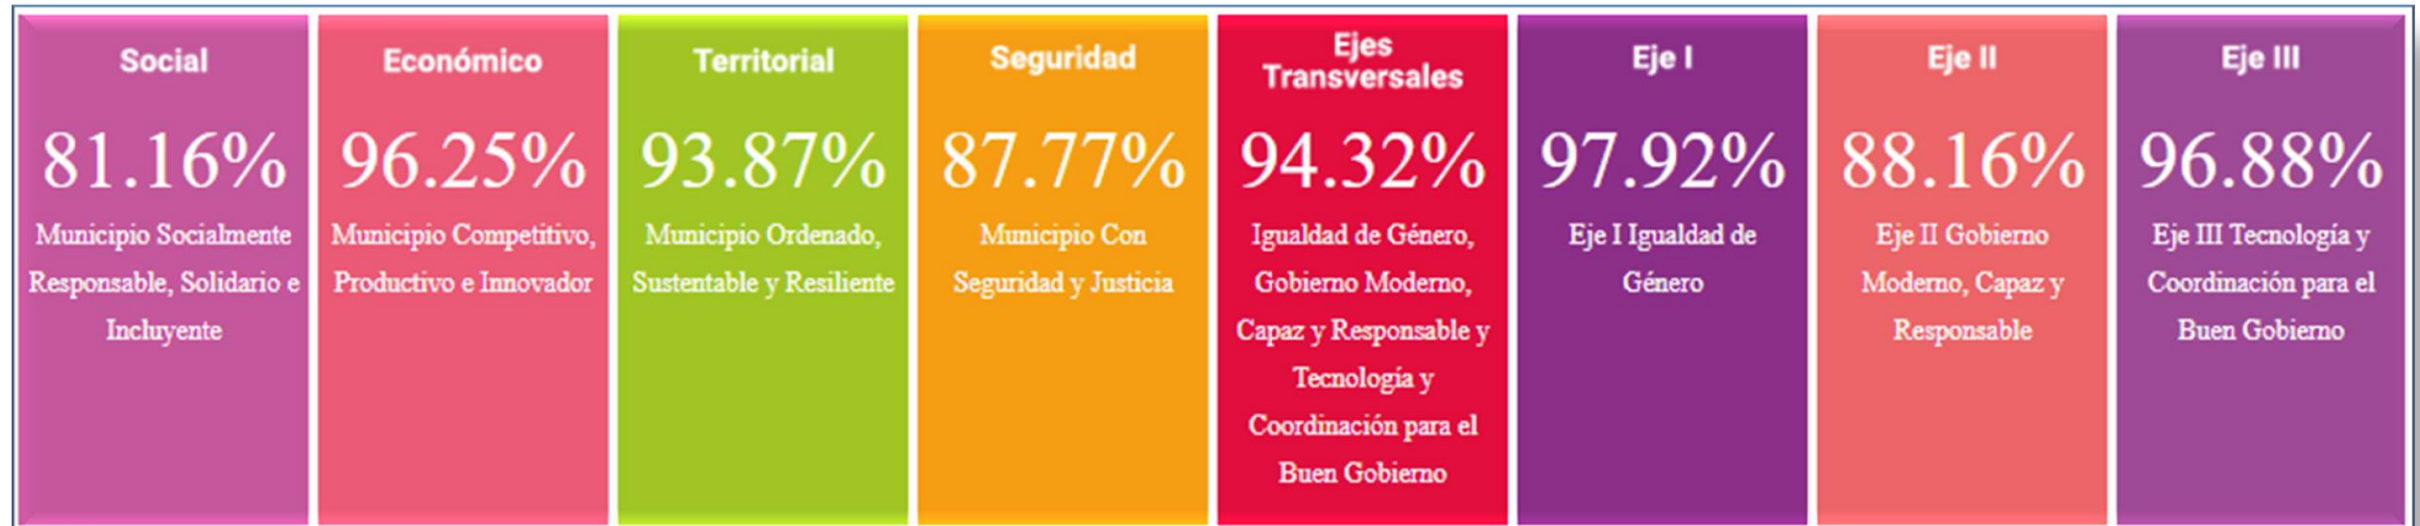 Social
81.16%
Municipio Socialmente
Responsable, Solidario e
Incluyente
Económico
96.25%
Municipio Competitivo,
Productivo e Innovador
Territorial
93.87%
Municipio Ordenado,
Sustentable y Resiliente
Seguridad
87.77%
Municipio Con
Seguridad y Justicia
Ejes
Transversales
94.32%
Igualdad de Género,
Gobierno Moderno,
Capaz y Responsable y
Tecnología y
Coordinación para el
Buen Gobierno
Eje I
97.92%
Eje I Igualdad de
Género
Eje II
88.16%
Eje II Gobierno
Moderno, Capaz y
Responsable
Eje III
96.88%
Eje III Tecnología y
Coordinación para el
Buen Gobierno